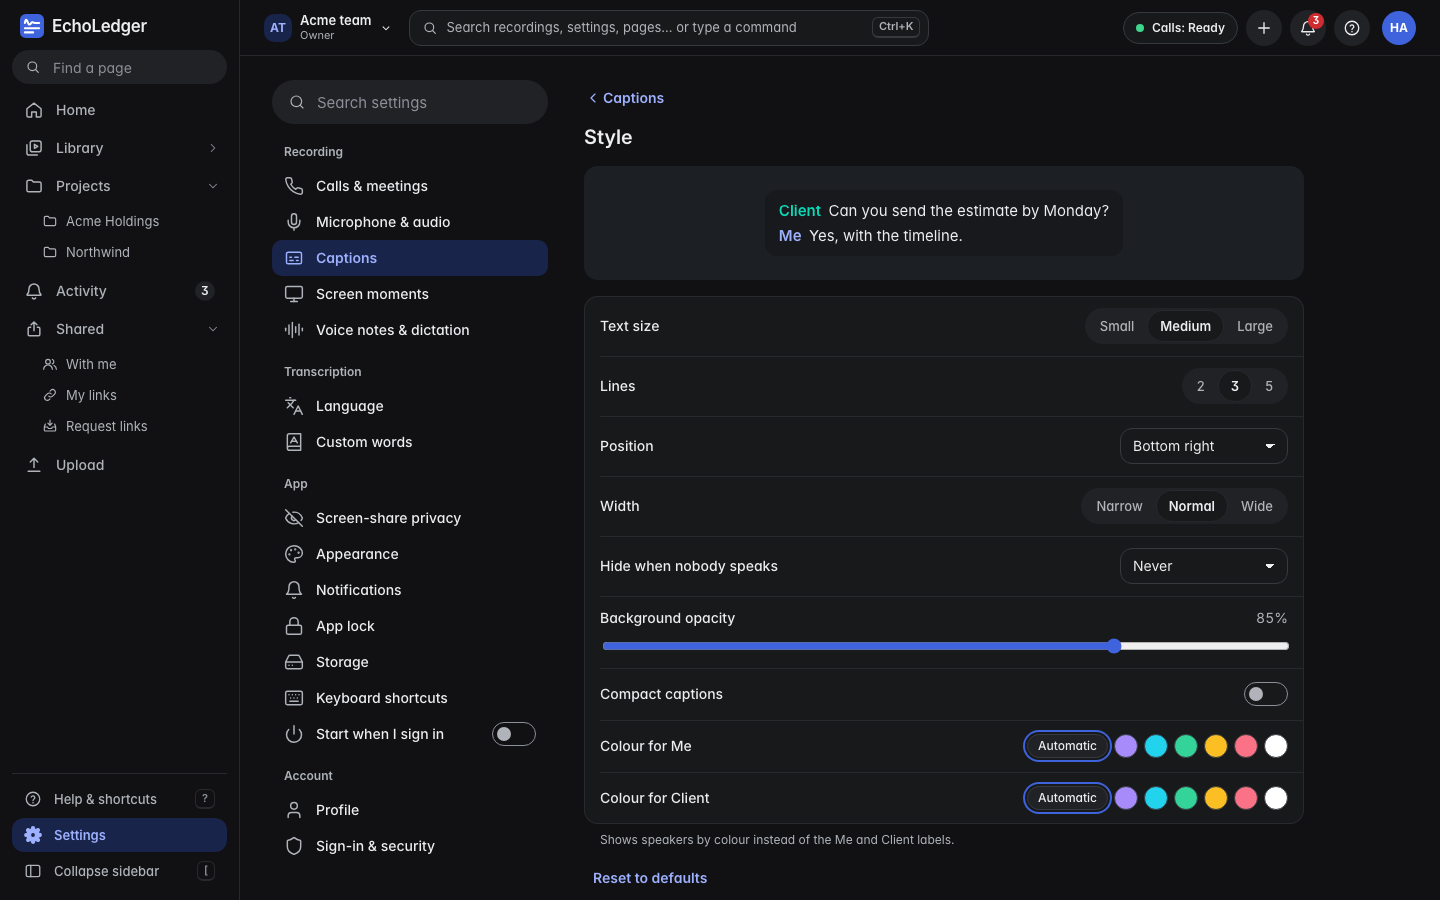 EchoLedger
Find a page
Home
Library
Projects
Acme Holdings
Northwind
Activity 3
Shared
With me
My links
Request links
Upload
Help & shortcuts ?
Settings
Collapse sidebar [
AT Acme team
Owner
Search recordings, settings, pages... or type a command Ctrl+K
Calls: Ready
3
HA
Search settings
Recording
Calls & meetings
Microphone & audio
Captions
Screen moments
Voice notes & dictation
Transcription
Language
Custom words
App
Screen-share privacy
Appearance
Notifications
App lock
Storage
Keyboard shortcuts
Start when I sign in
Account
Profile
Sign-in & security
Captions
Style
Client Can you send the estimate by Monday?
Me Yes, with the timeline.
Text size Small Medium Large
Lines 2 3 5
Position Bottom right
Width Narrow Normal Wide
Hide when nobody speaks Never
Background opacity 85%
Compact captions
Colour for Me Automatic
Colour for Client Automatic
Shows speakers by colour instead of the Me and Client labels.
Reset to defaults